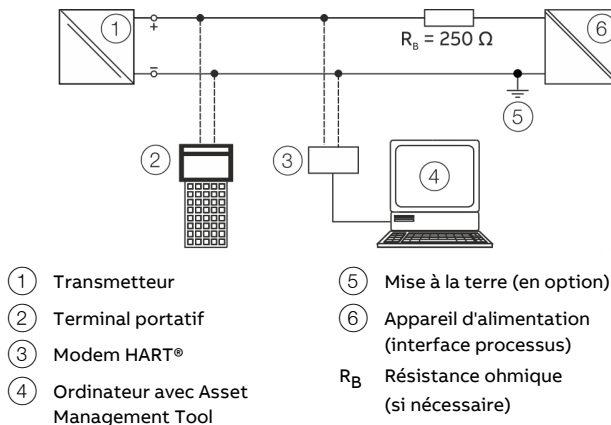 1
+
−
R_B = 250 Ω
6
5
2
3
4
1 Transmetteur
2 Terminal portatif
3 Modem HART®
4 Ordinateur avec Asset
Management Tool
5 Mise à la terre (en option)
6 Appareil d'alimentation
(interface processus)
R_B Résistance ohmique
(si nécessaire)